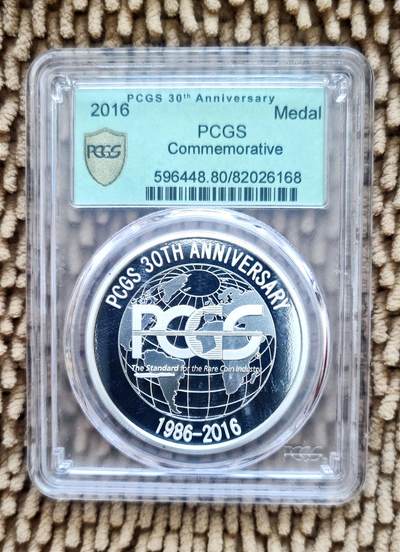 PCGS 30th Anniversary
2016
Medal
PCGS
PCGS
Commemorative
596448.80/82026168
PCGS 30TH ANNIVERSARY
PCGS
The Standard for the Rare Coin Industry
1986-2016
PCGS